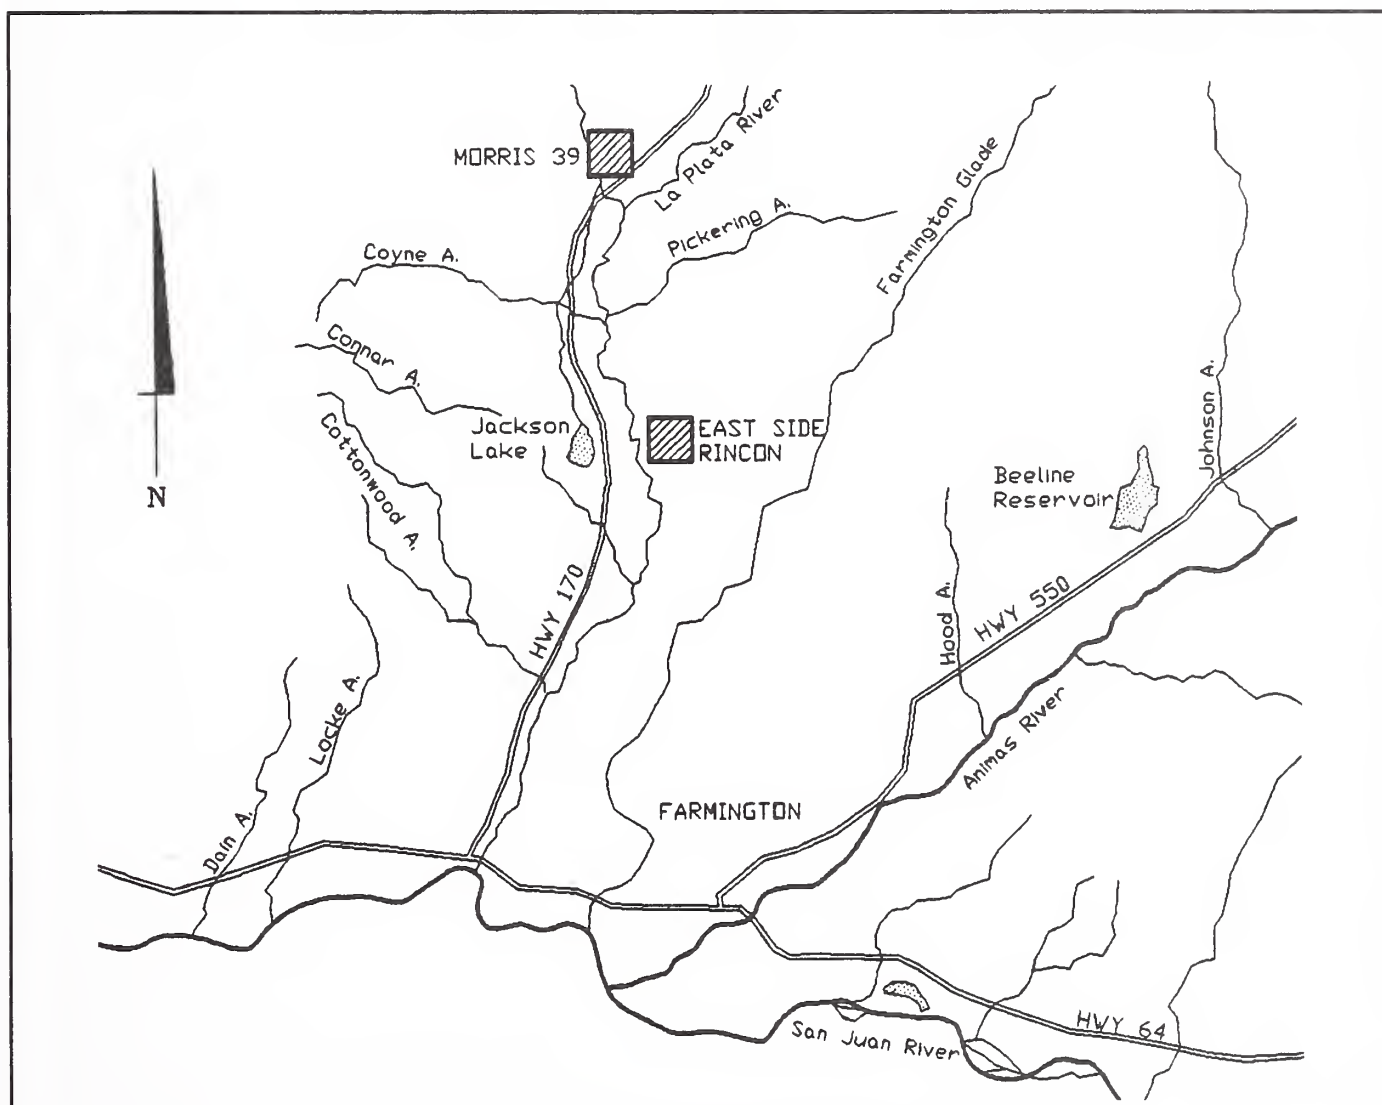 MORRIS 39
La Plata River
Pickering A.
Farmington Glade
Coyne A.
Connar A.
Cottonwood A.
Jackson
Lake
EAST SIDE
RINCON
Johnson A.
Beeline
Reservoir
N
HWY 170
HWY 550
Hood A.
Locke A.
Animas River
Dain A.
FARMINGTON
San Juan River
HWY 64